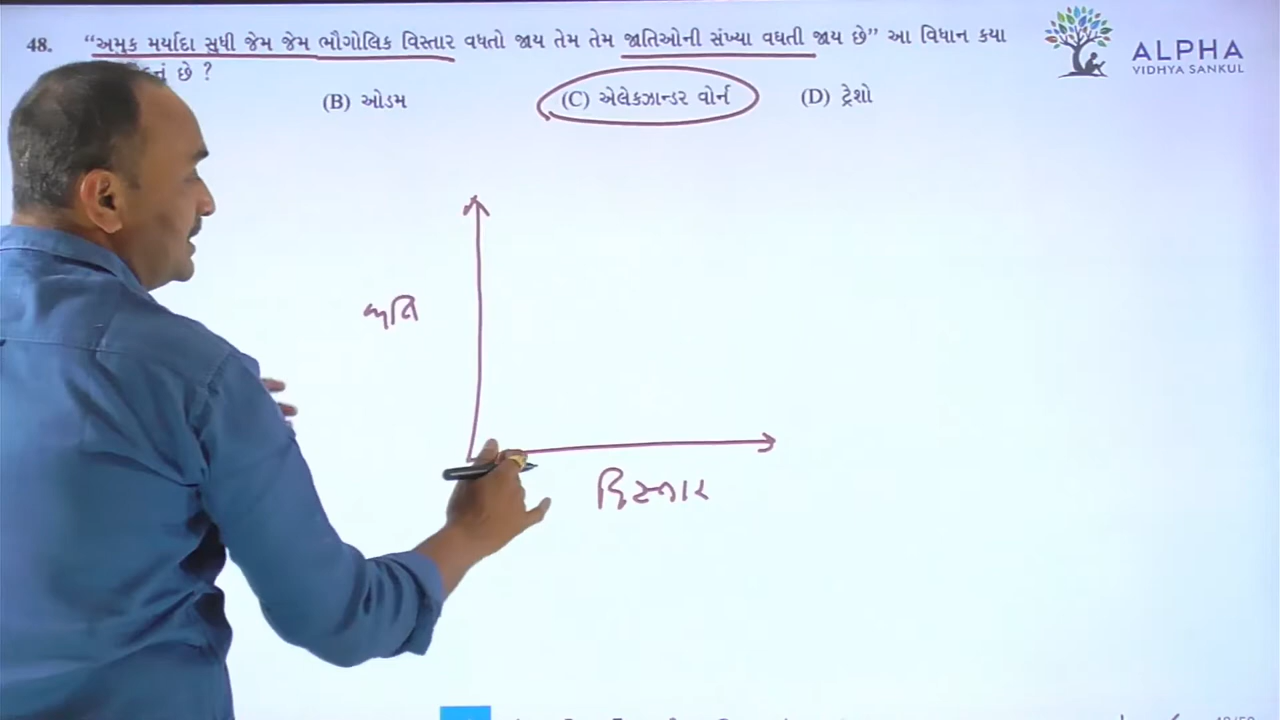 48. “અમુક મર્યાદા સુધી જેમ જેમ ભૌગોલિક વિસ્તાર વધતો જાય તેમ તેમ જાતિઓની સંખ્યા વધતી જાય છે” આ વિધાન કયા
છે ?
(B) ઓડમ (C) એલેકઝાન્ડર વોર્ન (D) ટ્રેશો
ALPHA
VIDHYA SANKUL
જાતિ
વિસ્તાર